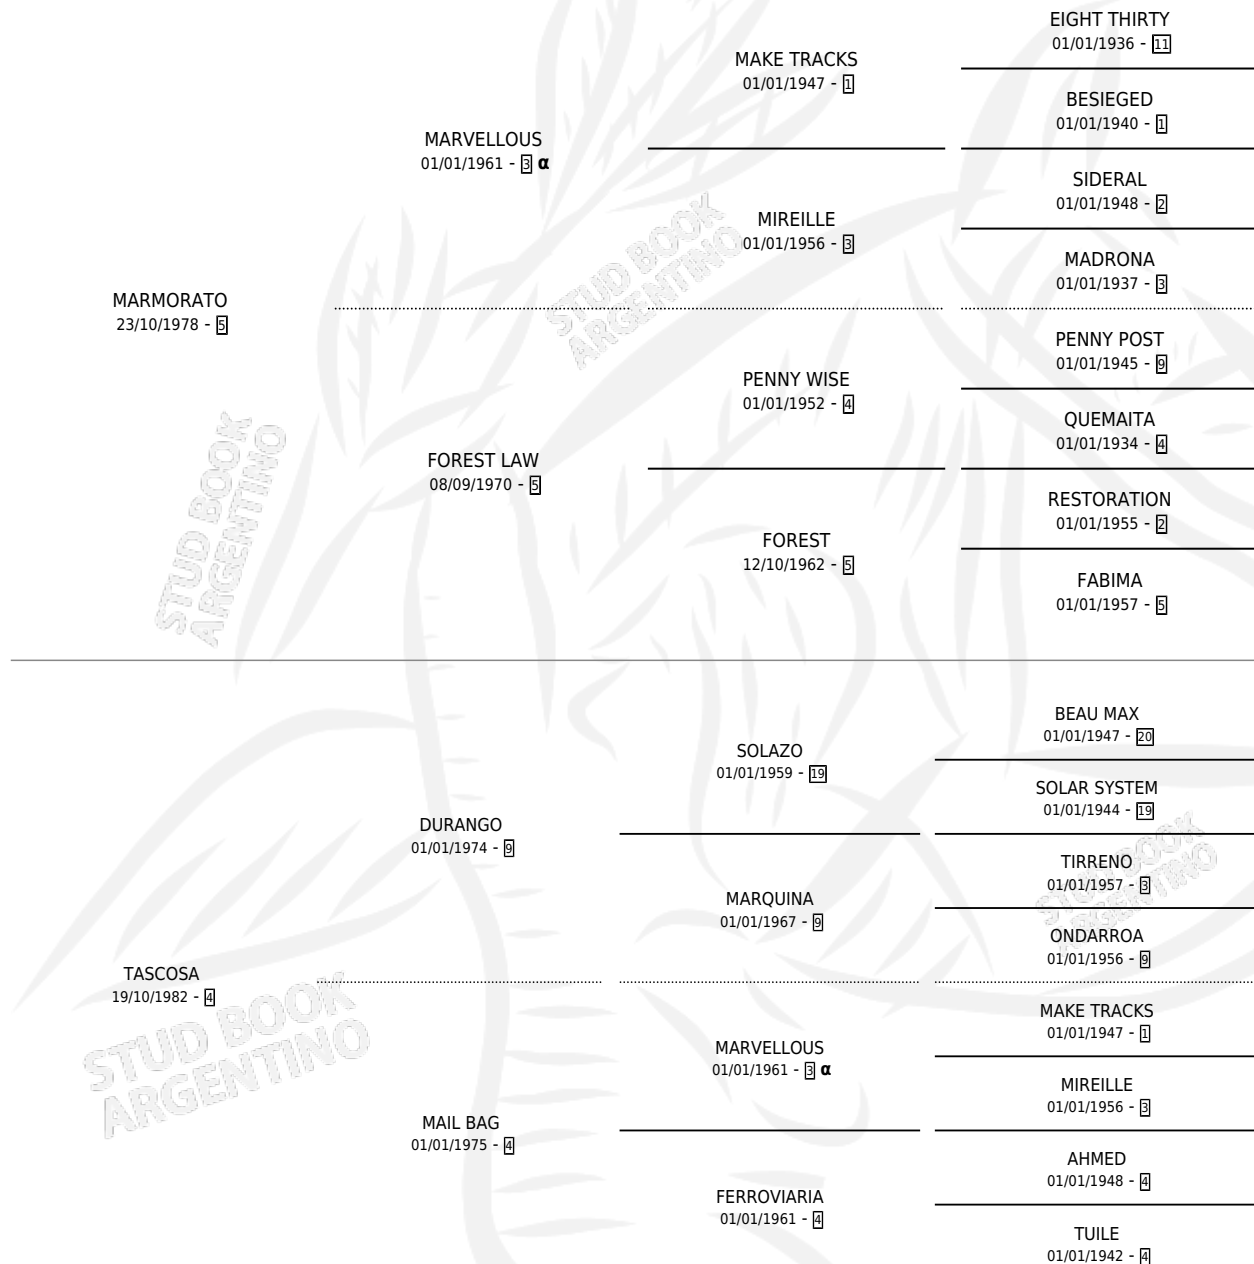 EIGHT THIRTY
01/01/1936 - 11
MAKE TRACKS
01/01/1947 - 1
BESIEGED
01/01/1940 - 1
MARVELLOUS
01/01/1961 - 3 α
SIDERAL
01/01/1948 - 2
MIREILLE
01/01/1956 - 3
MADRONA
01/01/1937 - 3
MARMORATO
23/10/1978 - 5
PENNY POST
01/01/1945 - 9
PENNY WISE
01/01/1952 - 4
QUEMAITA
01/01/1934 - 4
FOREST LAW
08/09/1970 - 5
RESTORATION
01/01/1955 - 2
FOREST
12/10/1962 - 5
FABIMA
01/01/1957 - 5
BEAU MAX
01/01/1947 - 20
SOLAZO
01/01/1959 - 19
SOLAR SYSTEM
01/01/1944 - 19
DURANGO
01/01/1974 - 9
TIRRENO
01/01/1957 - 3
MARQUINA
01/01/1967 - 9
ONDARROA
01/01/1956 - 9
TASCOSA
19/10/1982 - 4
MAKE TRACKS
01/01/1947 - 1
MARVELLOUS
01/01/1961 - 3 α
MIREILLE
01/01/1956 - 3
MAIL BAG
01/01/1975 - 4
AHMED
01/01/1948 - 4
FERROVIARIA
01/01/1961 - 4
TUILE
01/01/1942 - 4
STUD BOOK
ARGENTINO
STUD BOOK
ARGENTINO
STUD BOOK
ARGENTINO
STUD BOOK
ARGENTINO